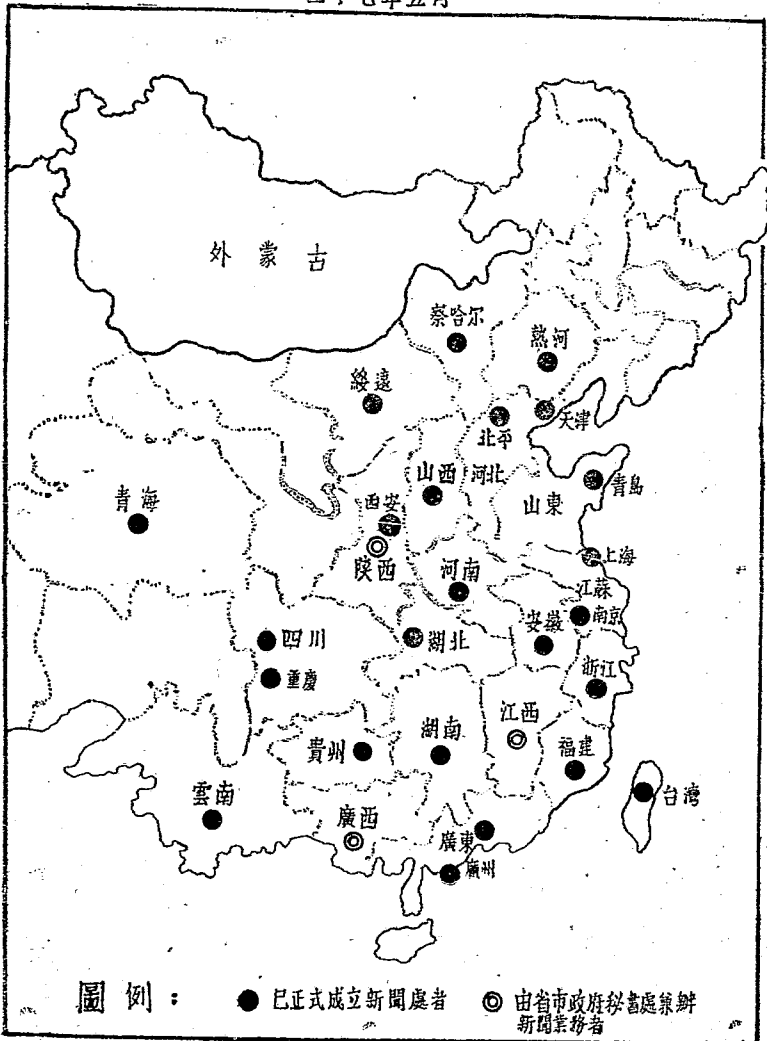 外蒙古
察哈尔
熱河
綏遠
北平
天津
山西
河北
青島
山東
青海
西安
陝西
河南
上海
江蘇
南京
安徽
四川
湖北
重慶
浙江
江西
湖南
貴州
福建
雲南
台灣
廣西
廣東
廣州
圖例：
已正式成立新聞處者
由省市政府秘書處兼辦
新聞業務者